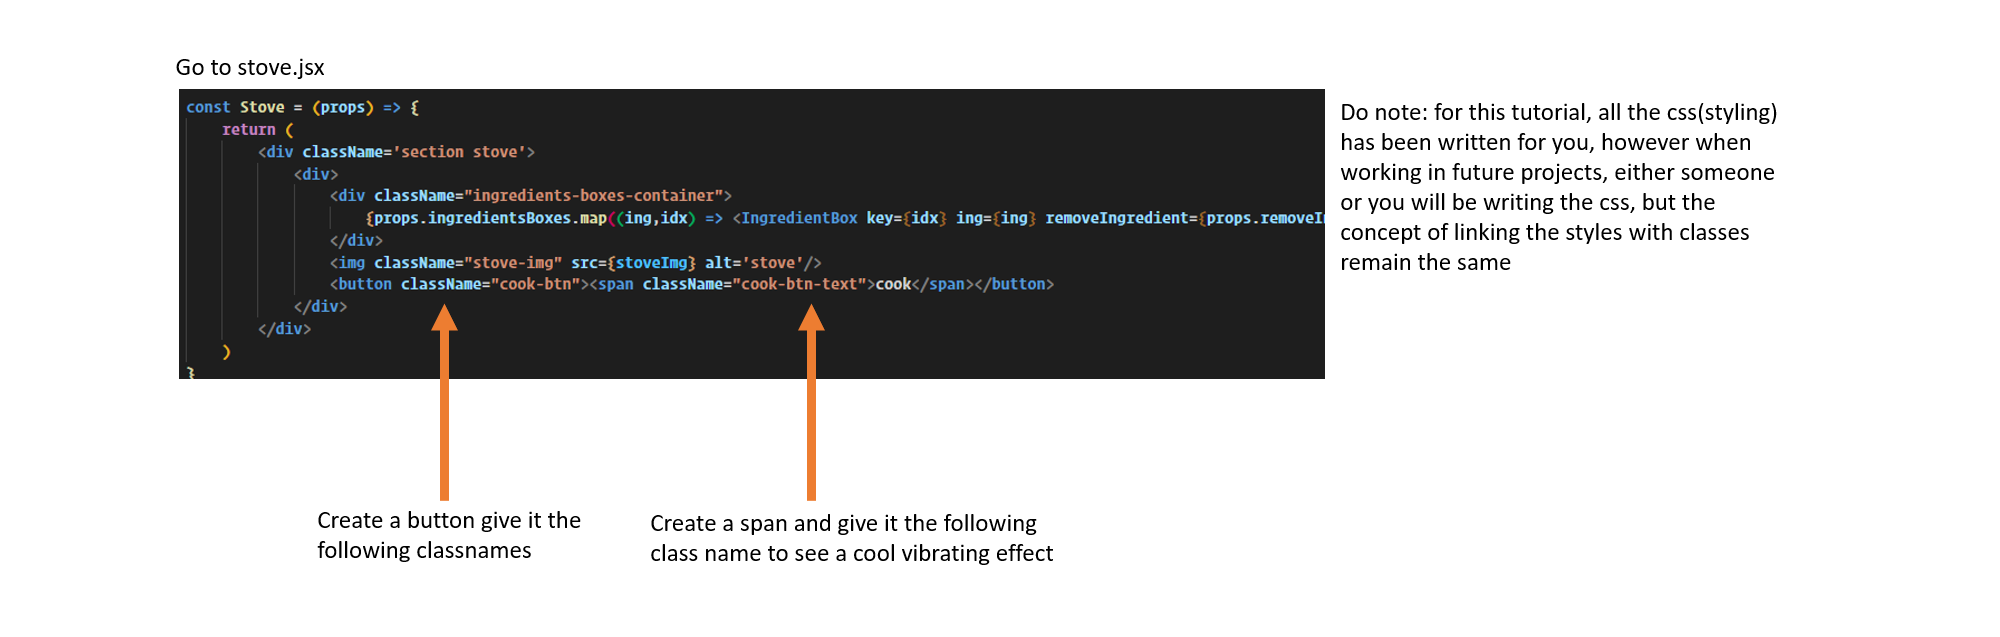 Go to stove.jsx
const Stove = (props) => {
return (
<div className='section stove'>
<div>
<div className="ingredients-boxes-container">
{props.ingredientsBoxes.map((ing,idx) => <IngredientBox key={idx} ing={ing} removeIngredient={props.removeI
</div>
<img className="stove-img" src={stoveImg} alt='stove'/>
<button className="cook-btn"><span className="cook-btn-text">cook</span></button>
</div>
</div>
)
}
Do note: for this tutorial, all the css(styling)
has been written for you, however when
working in future projects, either someone
or you will be writing the css, but the
concept of linking the styles with classes
remain the same
Create a button give it the
following classnames
Create a span and give it the following
class name to see a cool vibrating effect